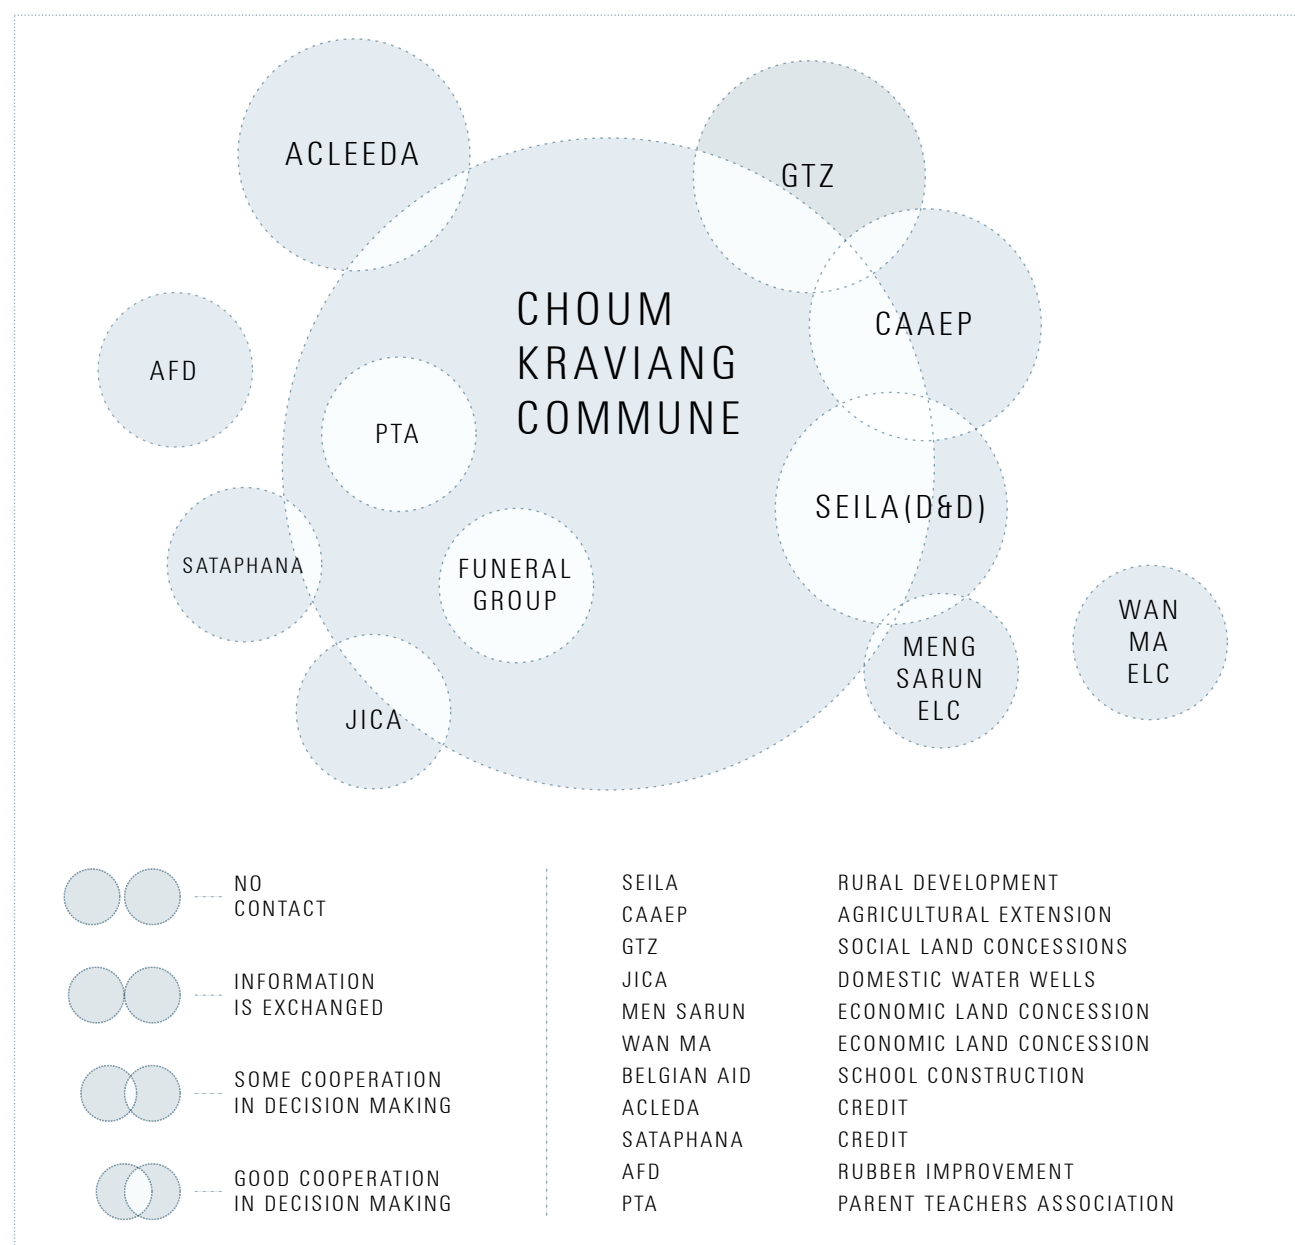 ACLEEDA
GTZ
CHOUM
KRAVIANG
COMMUNE
CAAEP
AFD
PTA
SEILA(D&D)
SATAPHANA
FUNERAL
GROUP
JICA
MENG
SARUN
ELC
WAN
MA
ELC
NO
CONTACT
INFORMATION
IS EXCHANGED
SOME COOPERATION
IN DECISION MAKING
GOOD COOPERATION
IN DECISION MAKING
SEILA RURAL DEVELOPMENT
CAAEP AGRICULTURAL EXTENSION
GTZ SOCIAL LAND CONCESSIONS
JICA DOMESTIC WATER WELLS
MEN SARUN ECONOMIC LAND CONCESSION
WAN MA ECONOMIC LAND CONCESSION
BELGIAN AID SCHOOL CONSTRUCTION
ACLEDA CREDIT
SATAPHANA CREDIT
AFD RUBBER IMPROVEMENT
PTA PARENT TEACHERS ASSOCIATION